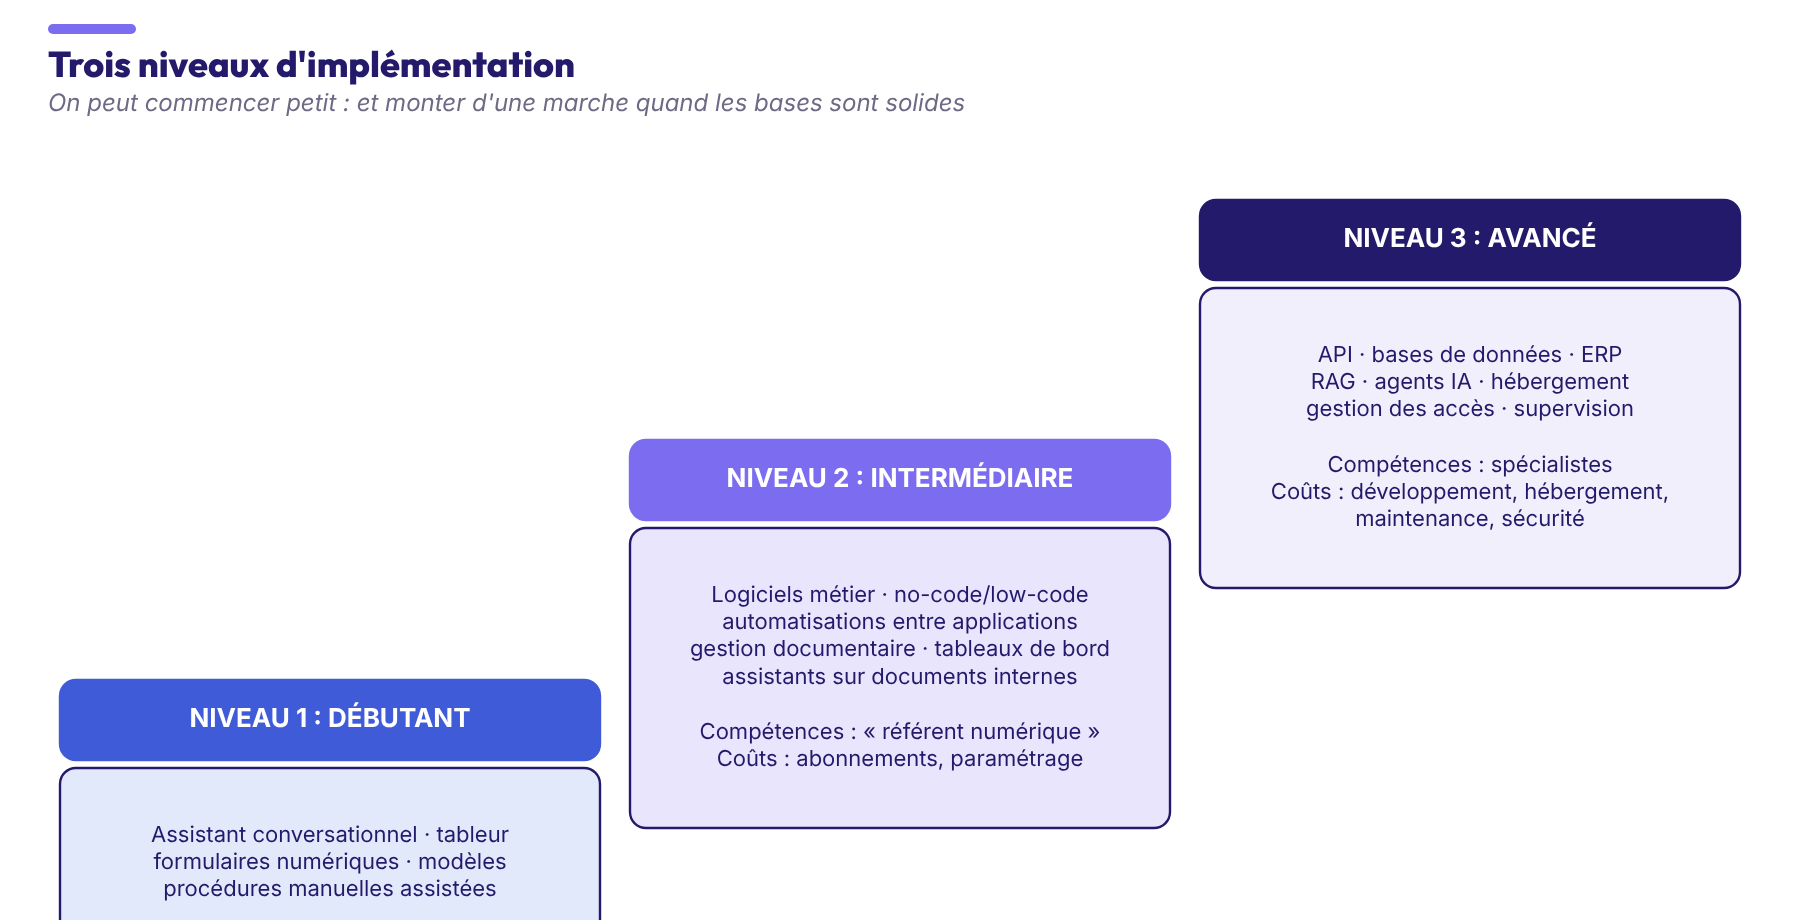 Trois niveaux d'implémentation
On peut commencer petit : et monter d'une marche quand les bases sont solides
NIVEAU 3 : AVANCÉ
API · bases de données · ERP
RAG · agents IA · hébergement
gestion des accès · supervision
Compétences : spécialistes
Coûts : développement, hébergement,
maintenance, sécurité
NIVEAU 2 : INTERMÉDIAIRE
Logiciels métier · no-code/low-code
automatisations entre applications
gestion documentaire · tableaux de bord
assistants sur documents internes
Compétences : « référent numérique »
Coûts : abonnements, paramétrage
NIVEAU 1 : DÉBUTANT
Assistant conversationnel · tableur
formulaires numériques · modèles
procédures manuelles assistées